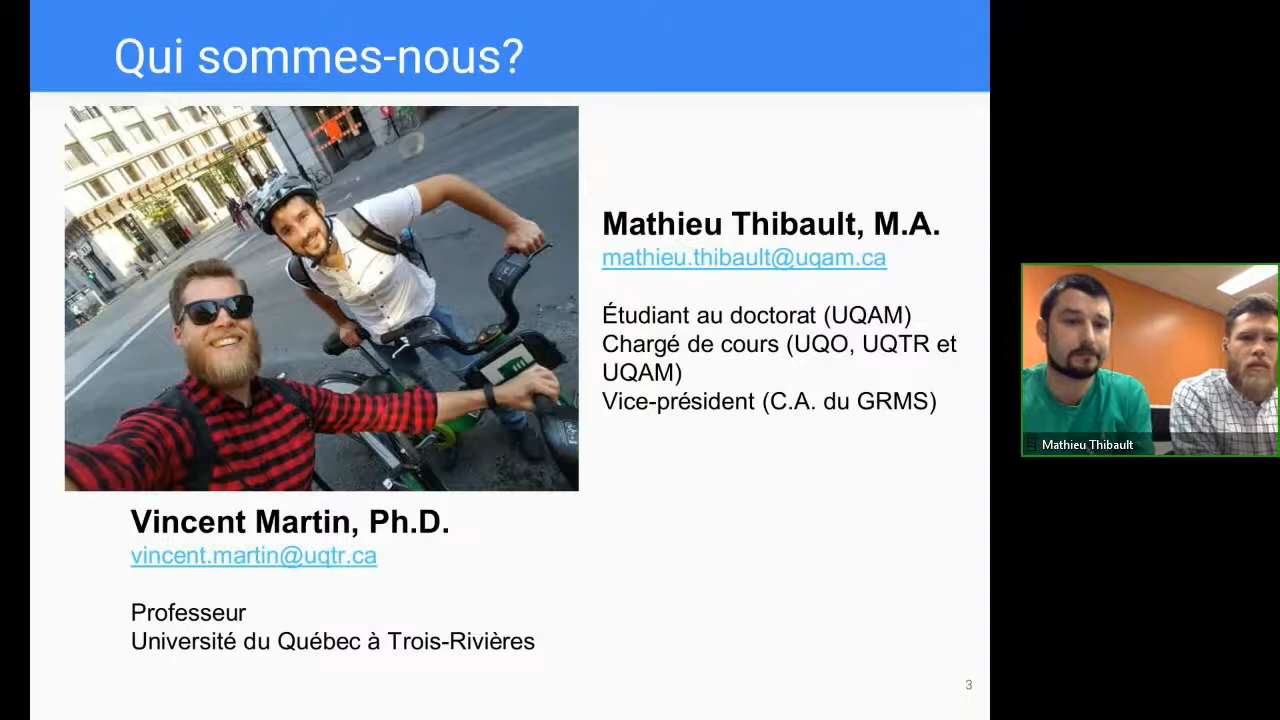 Qui sommes-nous?
Mathieu Thibault, M.A.
mathieu.thibault@uqam.ca
Étudiant au doctorat (UQAM)
Chargé de cours (UQO, UQTR et
UQAM)
Vice-président (C.A. du GRMS)
Vincent Martin, Ph.D.
vincent.martin@uqtr.ca
Professeur
Université du Québec à Trois-Rivières
3
Mathieu Thibault